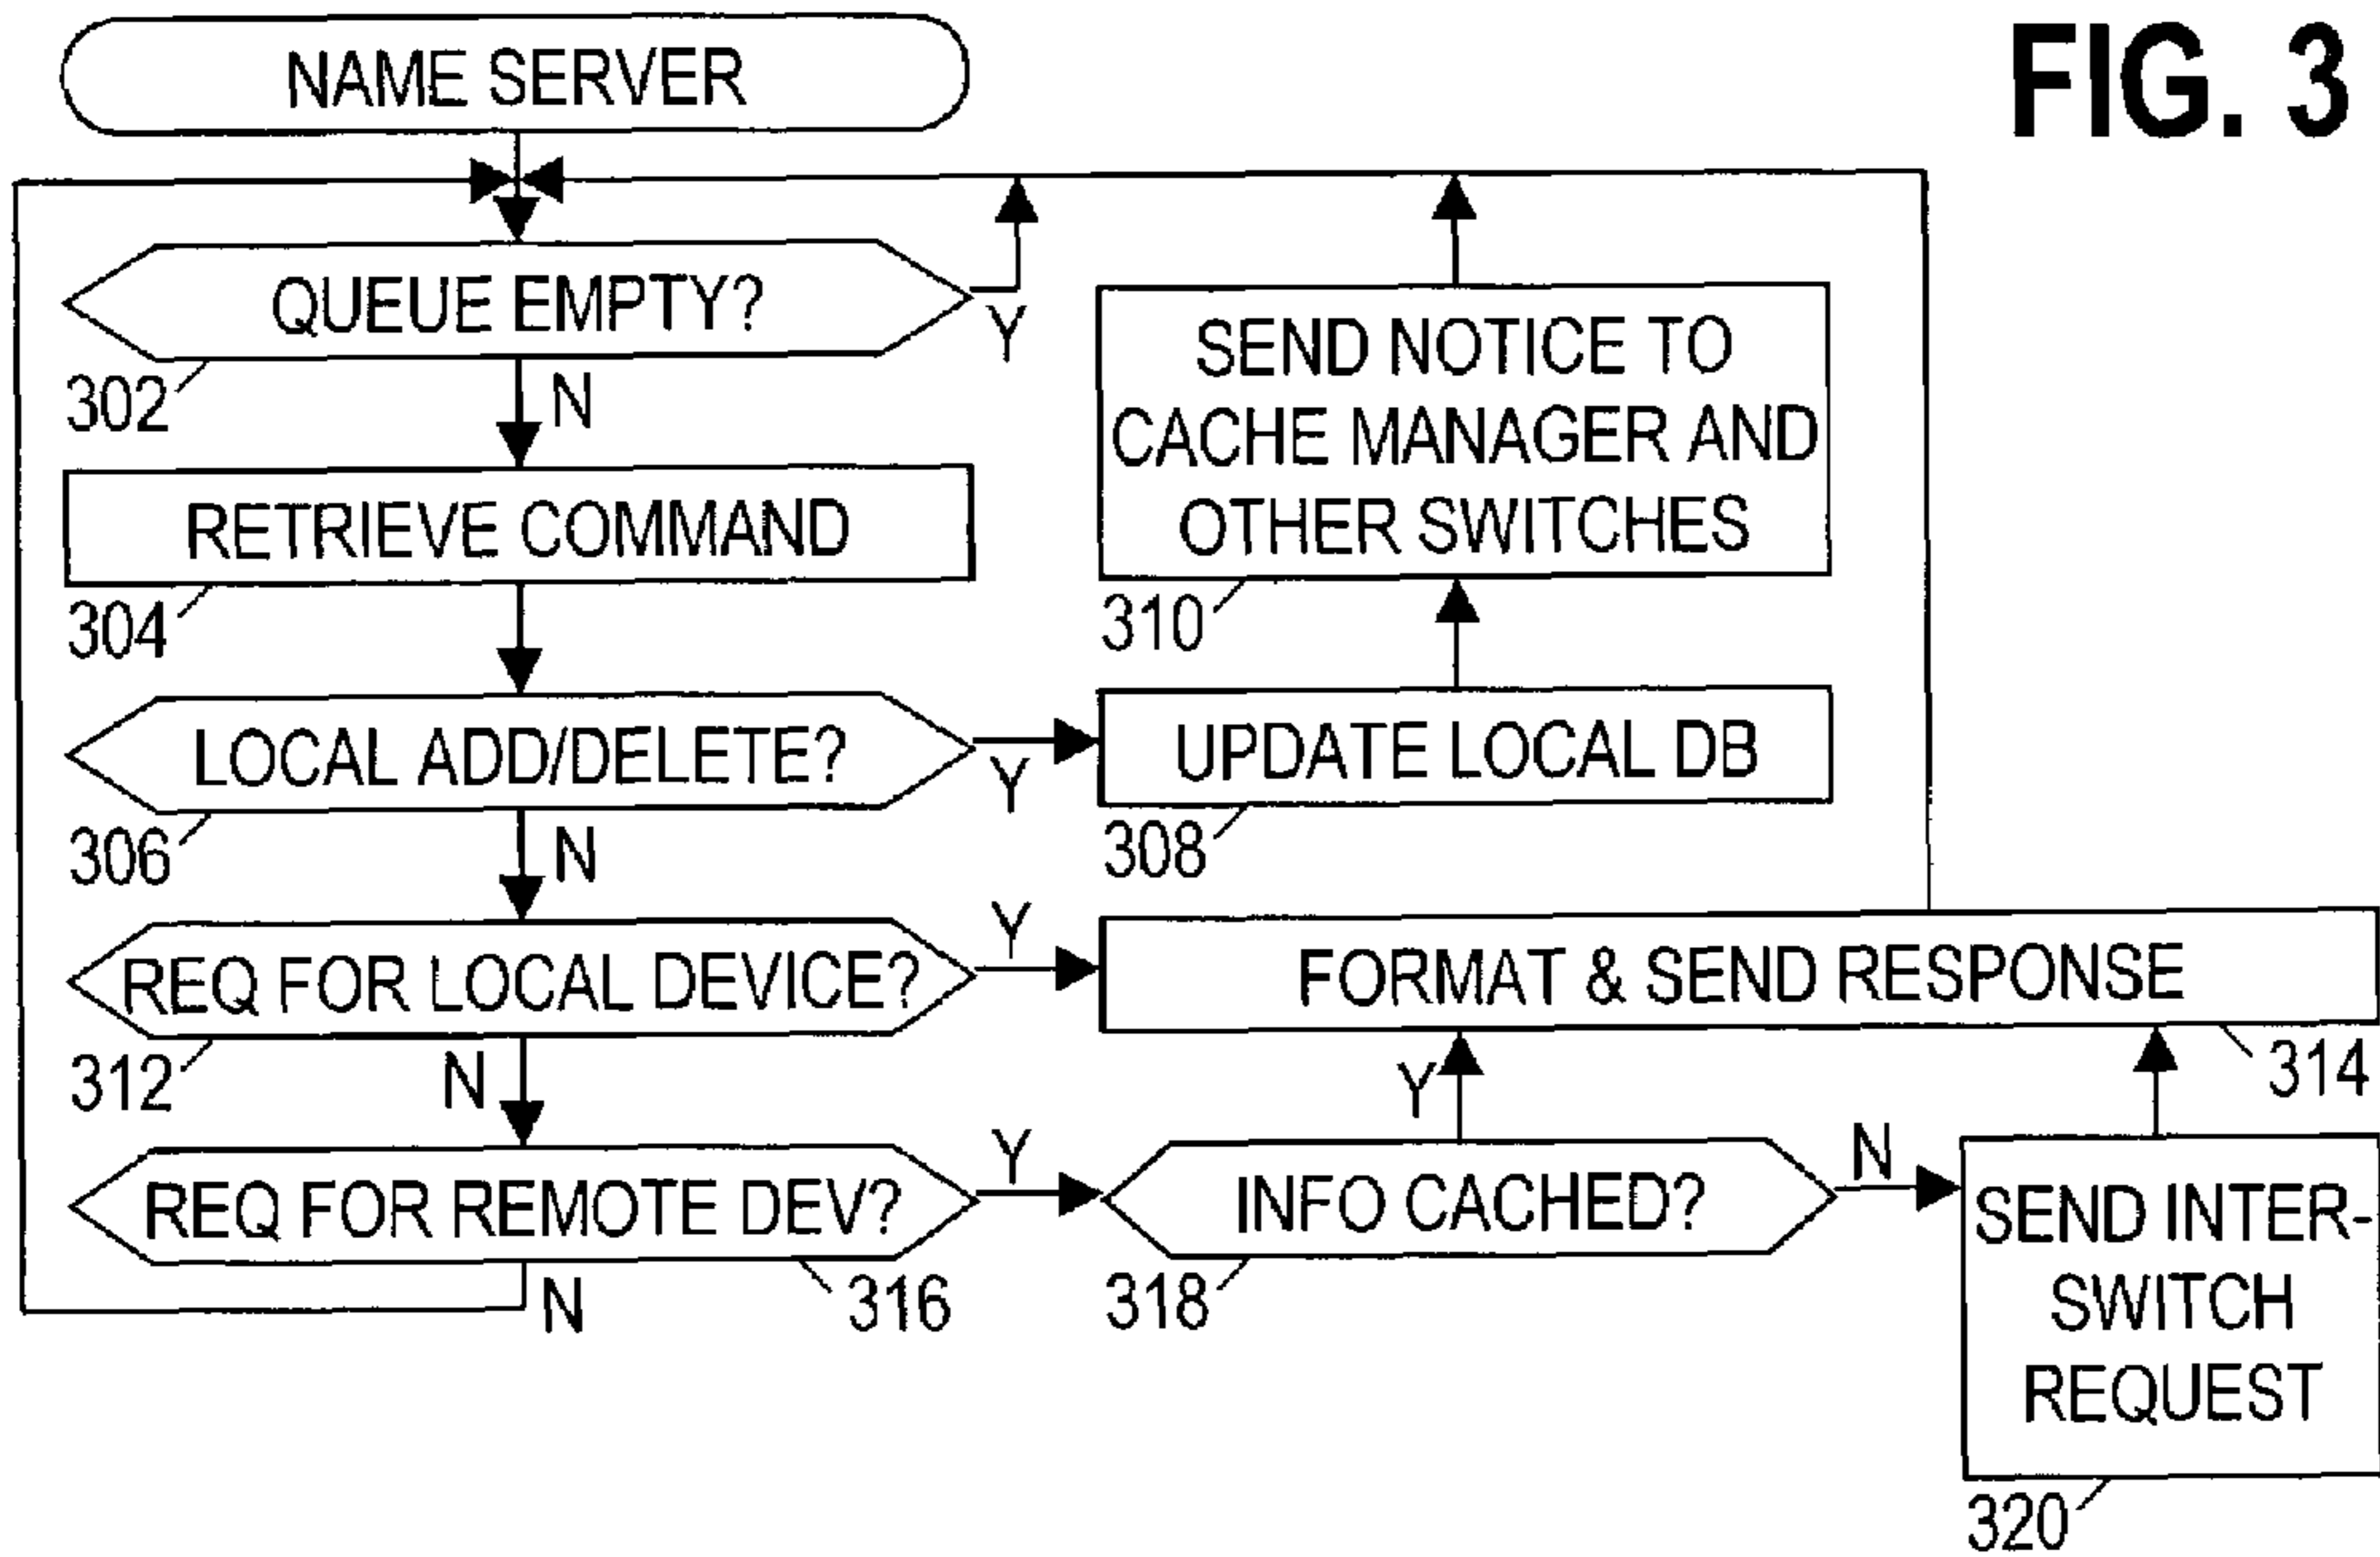 FIG. 3
NAME SERVER
QUEUE EMPTY?
Y
302
N
RETRIEVE COMMAND
304
LOCAL ADD/DELETE?
Y
306
N
UPDATE LOCAL DB
308
SEND NOTICE TO
CACHE MANAGER AND
OTHER SWITCHES
310
REQ FOR LOCAL DEVICE?
Y
312
N
FORMAT & SEND RESPONSE
314
REQ FOR REMOTE DEV?
Y
316
N
INFO CACHED?
Y
318
N
SEND INTER-
SWITCH
REQUEST
320